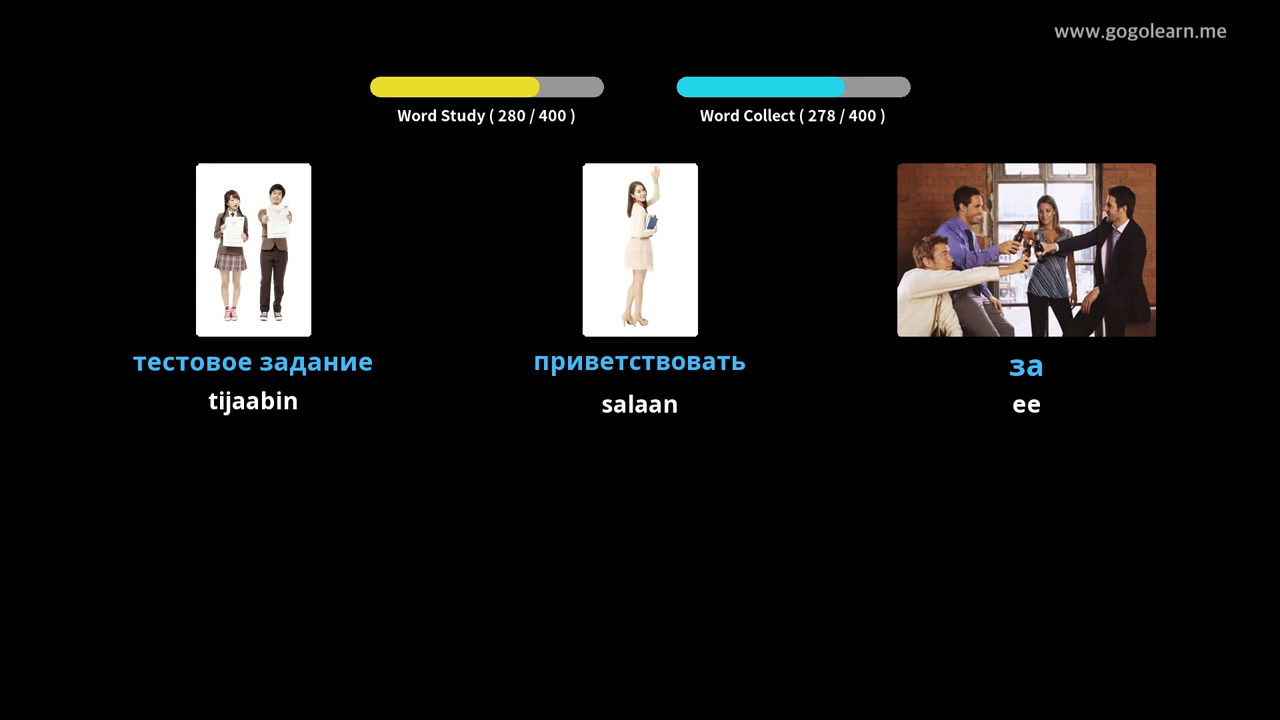 www.gogolearn.me
Word Study ( 280 / 400 )
Word Collect ( 278 / 400 )
тестовое задание
tijaabin
приветствовать
salaan
за
ee